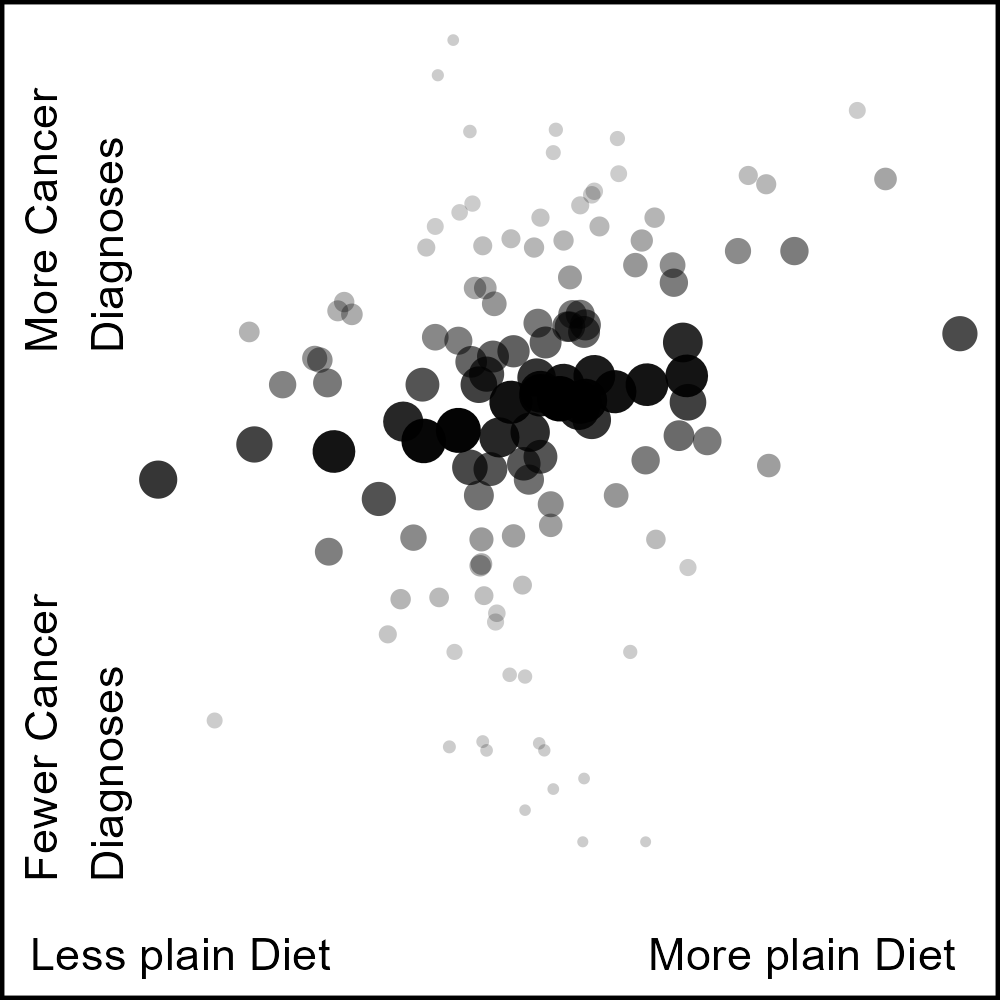 More Cancer
Diagnoses
Fewer Cancer
Diagnoses
Less plain Diet
More plain Diet